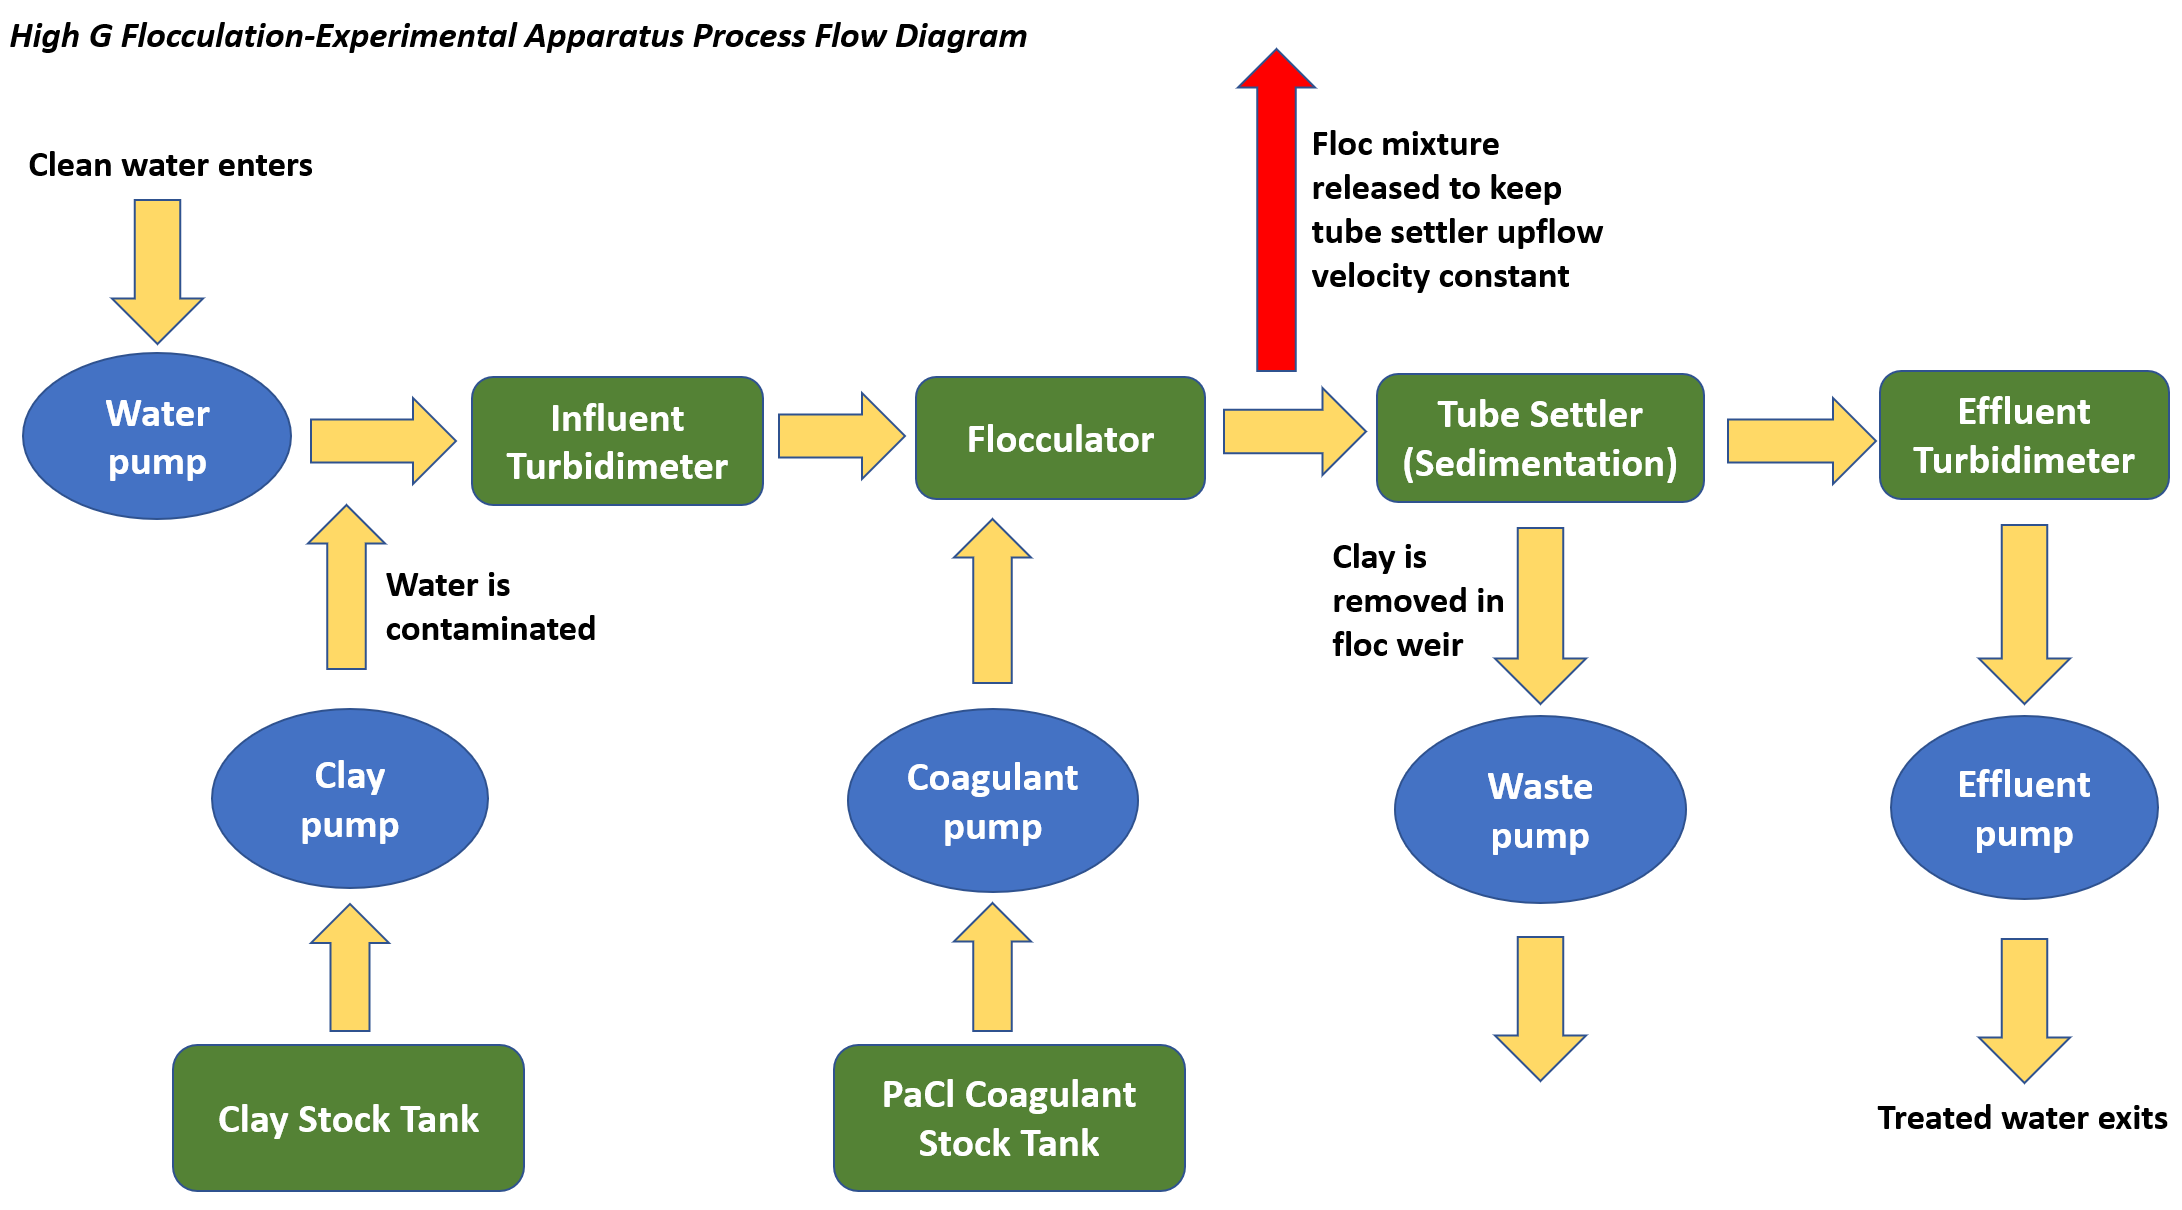 High G Flocculation-Experimental Apparatus Process Flow Diagram
Clean water enters
Floc mixture
released to keep
tube settler upflow
velocity constant
Water
pump
Influent
Turbidimeter
Flocculator
Tube Settler
(Sedimentation)
Effluent
Turbidimeter
Water is
contaminated
Clay is
removed in
floc weir
Clay
pump
Coagulant
pump
Waste
pump
Effluent
pump
Clay Stock Tank
PaCl Coagulant
Stock Tank
Treated water exits